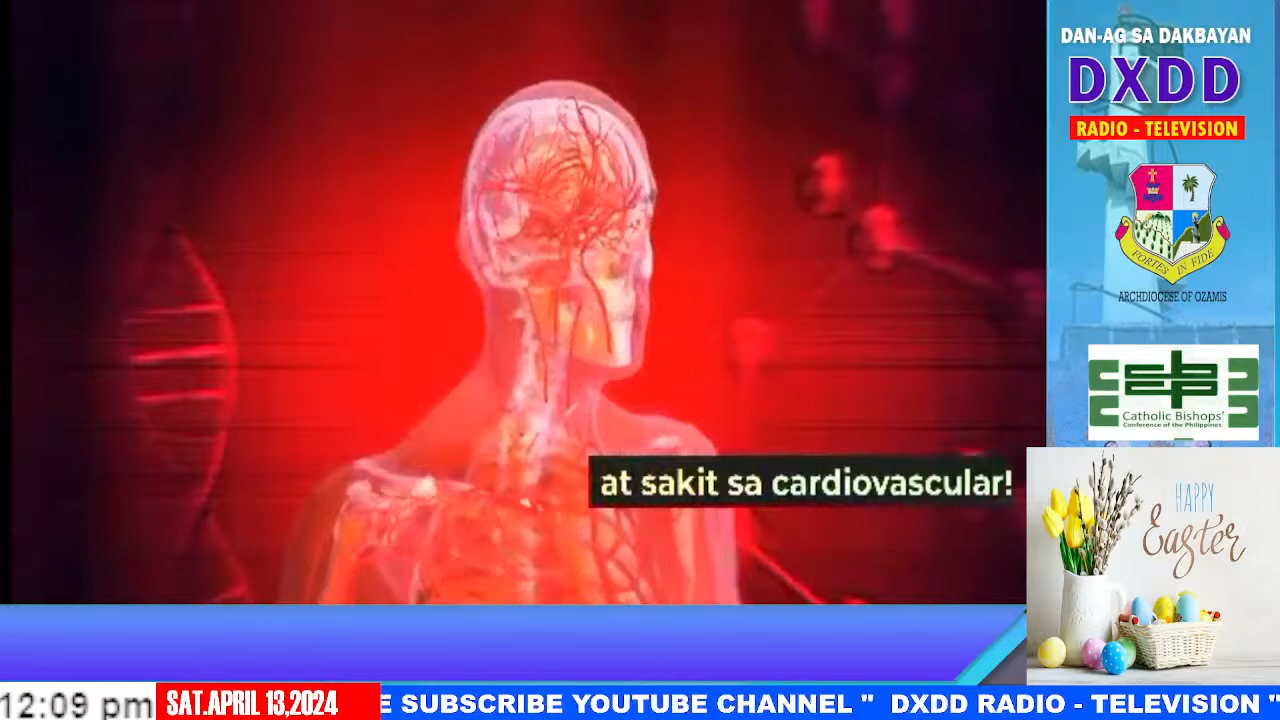 DAN-AG SA DAKBAYAN
DXDD
RADIO - TELEVISION
FORTES IN FIDE
ARCHDIOCESE OF OZAMIS
cbcp
Catholic Bishops'
Conference of the Philippines
at sakit sa cardiovascular!
HAPPY
Easter
12:09 pm
SAT.APRIL 13,2024
E SUBSCRIBE YOUTUBE CHANNEL " DXDD RADIO - TELEVISION "